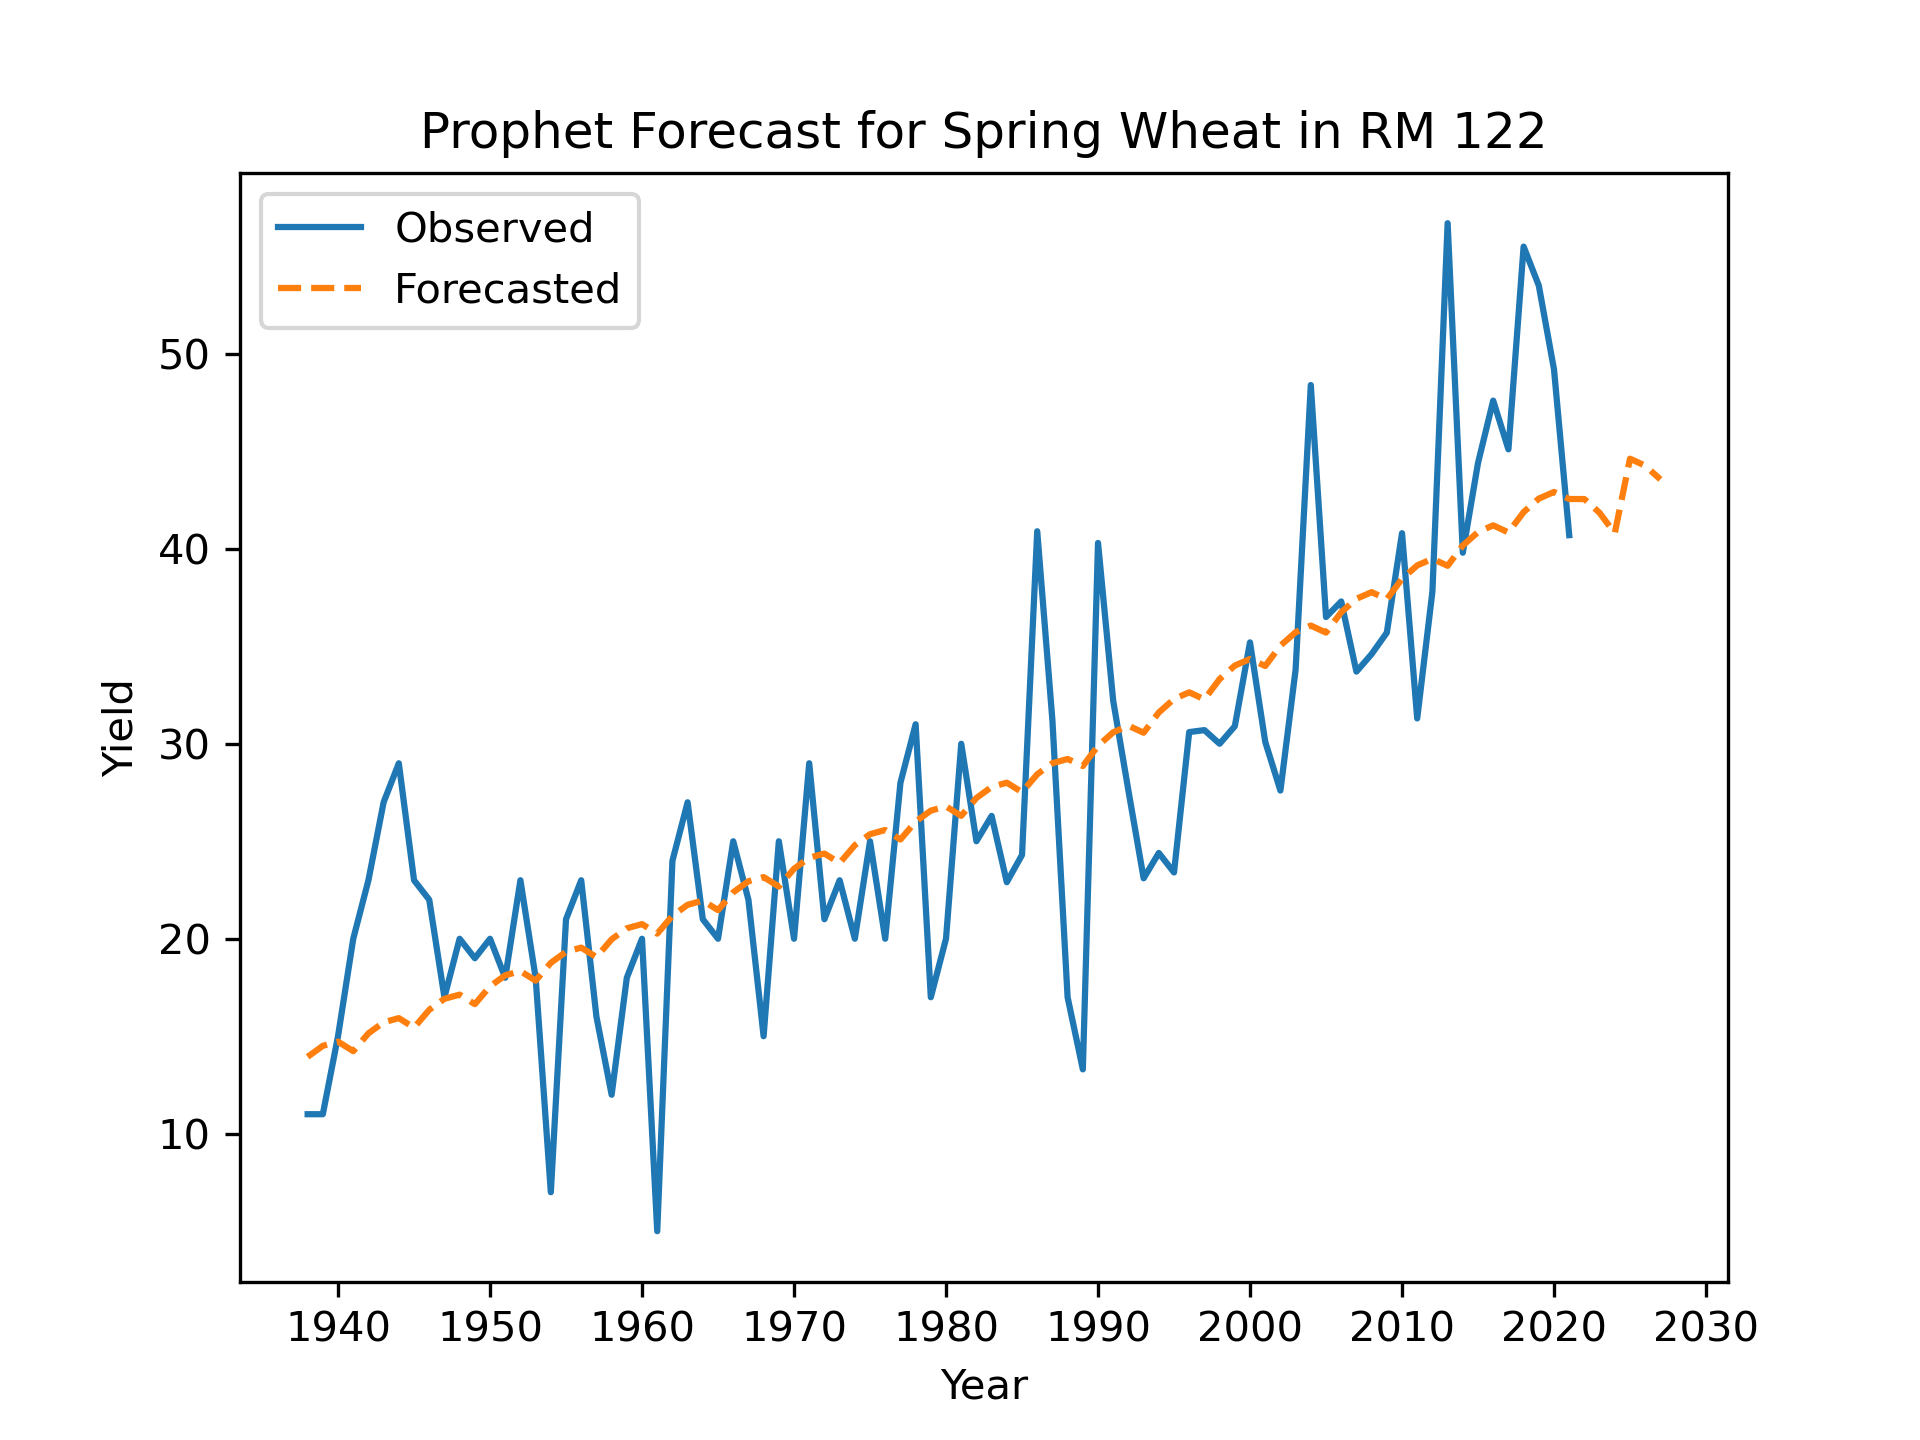 Prophet Forecast for Spring Wheat in RM 122
Observed
Forecasted
50
40
30
20
10
Yield
1940 1950 1960 1970 1980 1990 2000 2010 2020 2030
Year